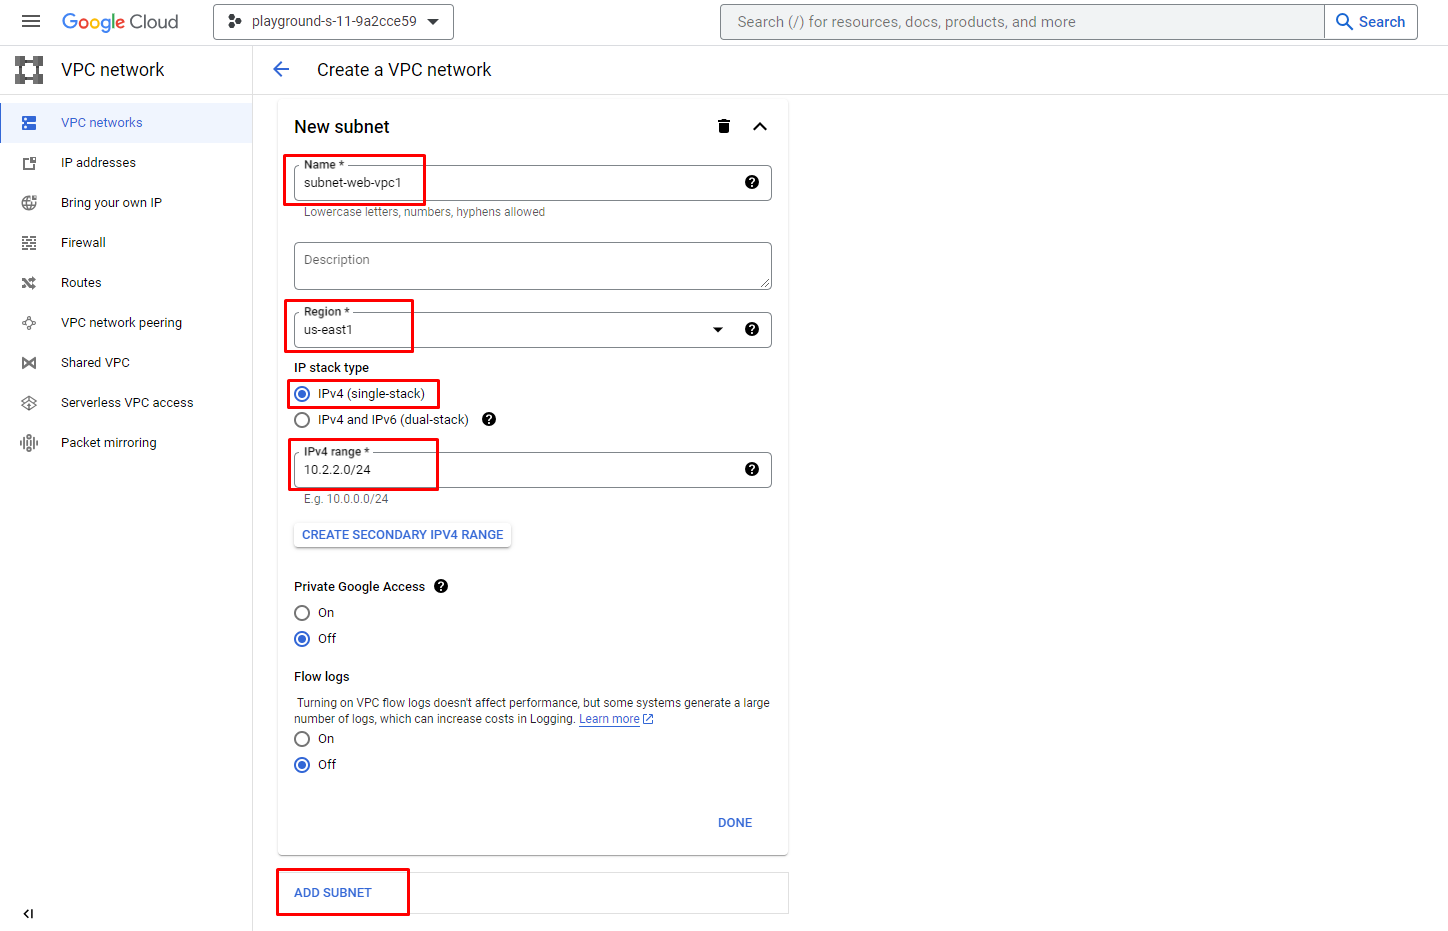 Google Cloud
playground-s-11-9a2cce59
Search (/) for resources, docs, products, and more
Search
VPC network
Create a VPC network
VPC networks
IP addresses
Bring your own IP
Firewall
Routes
VPC network peering
Shared VPC
Serverless VPC access
Packet mirroring
New subnet
Name *
subnet-web-vpc1
Lowercase letters, numbers, hyphens allowed
Description
Region *
us-east1
IP stack type
IPv4 (single-stack)
IPv4 and IPv6 (dual-stack)
IPv4 range *
10.2.2.0/24
E.g. 10.0.0.0/24
CREATE SECONDARY IPV4 RANGE
Private Google Access
On
Off
Flow logs
Turning on VPC flow logs doesn't affect performance, but some systems generate a large
number of logs, which can increase costs in Logging. Learn more
On
Off
DONE
ADD SUBNET